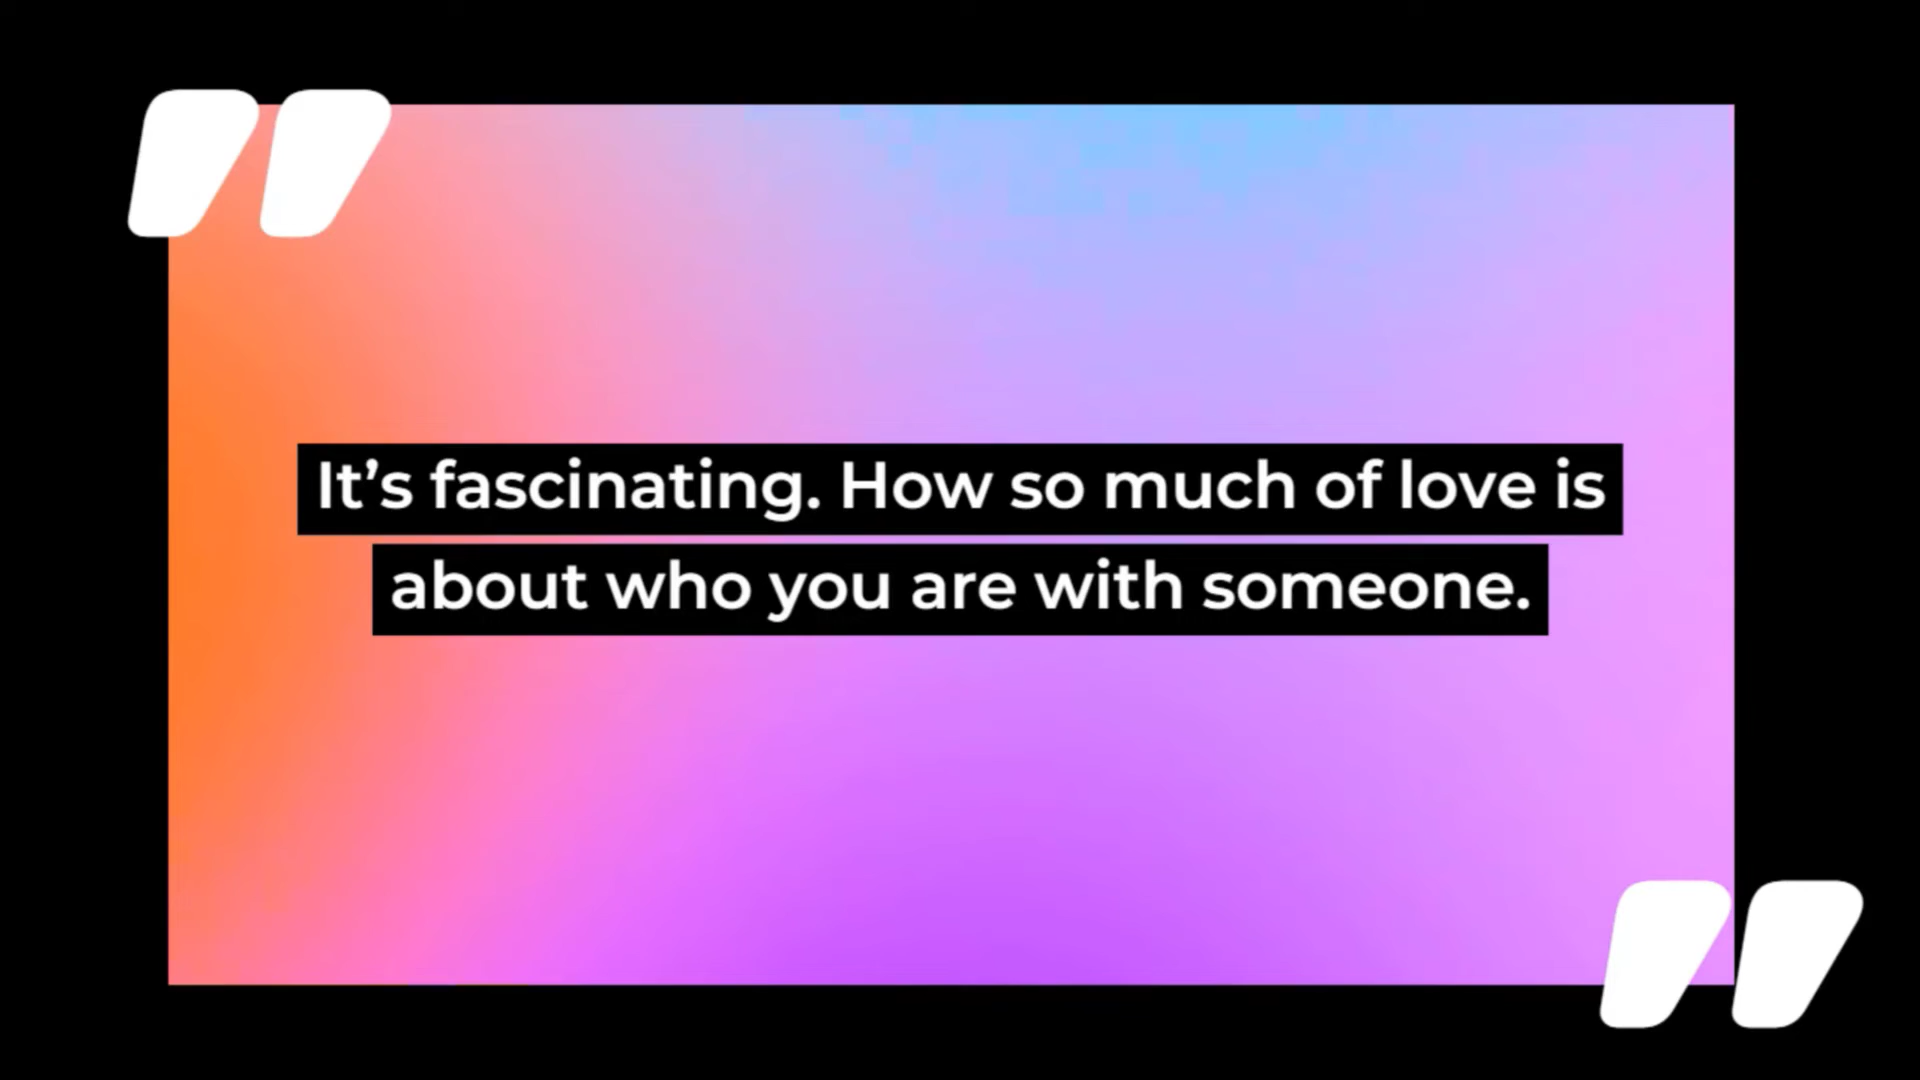 It’s fascinating. How so much of love is
about who you are with someone.